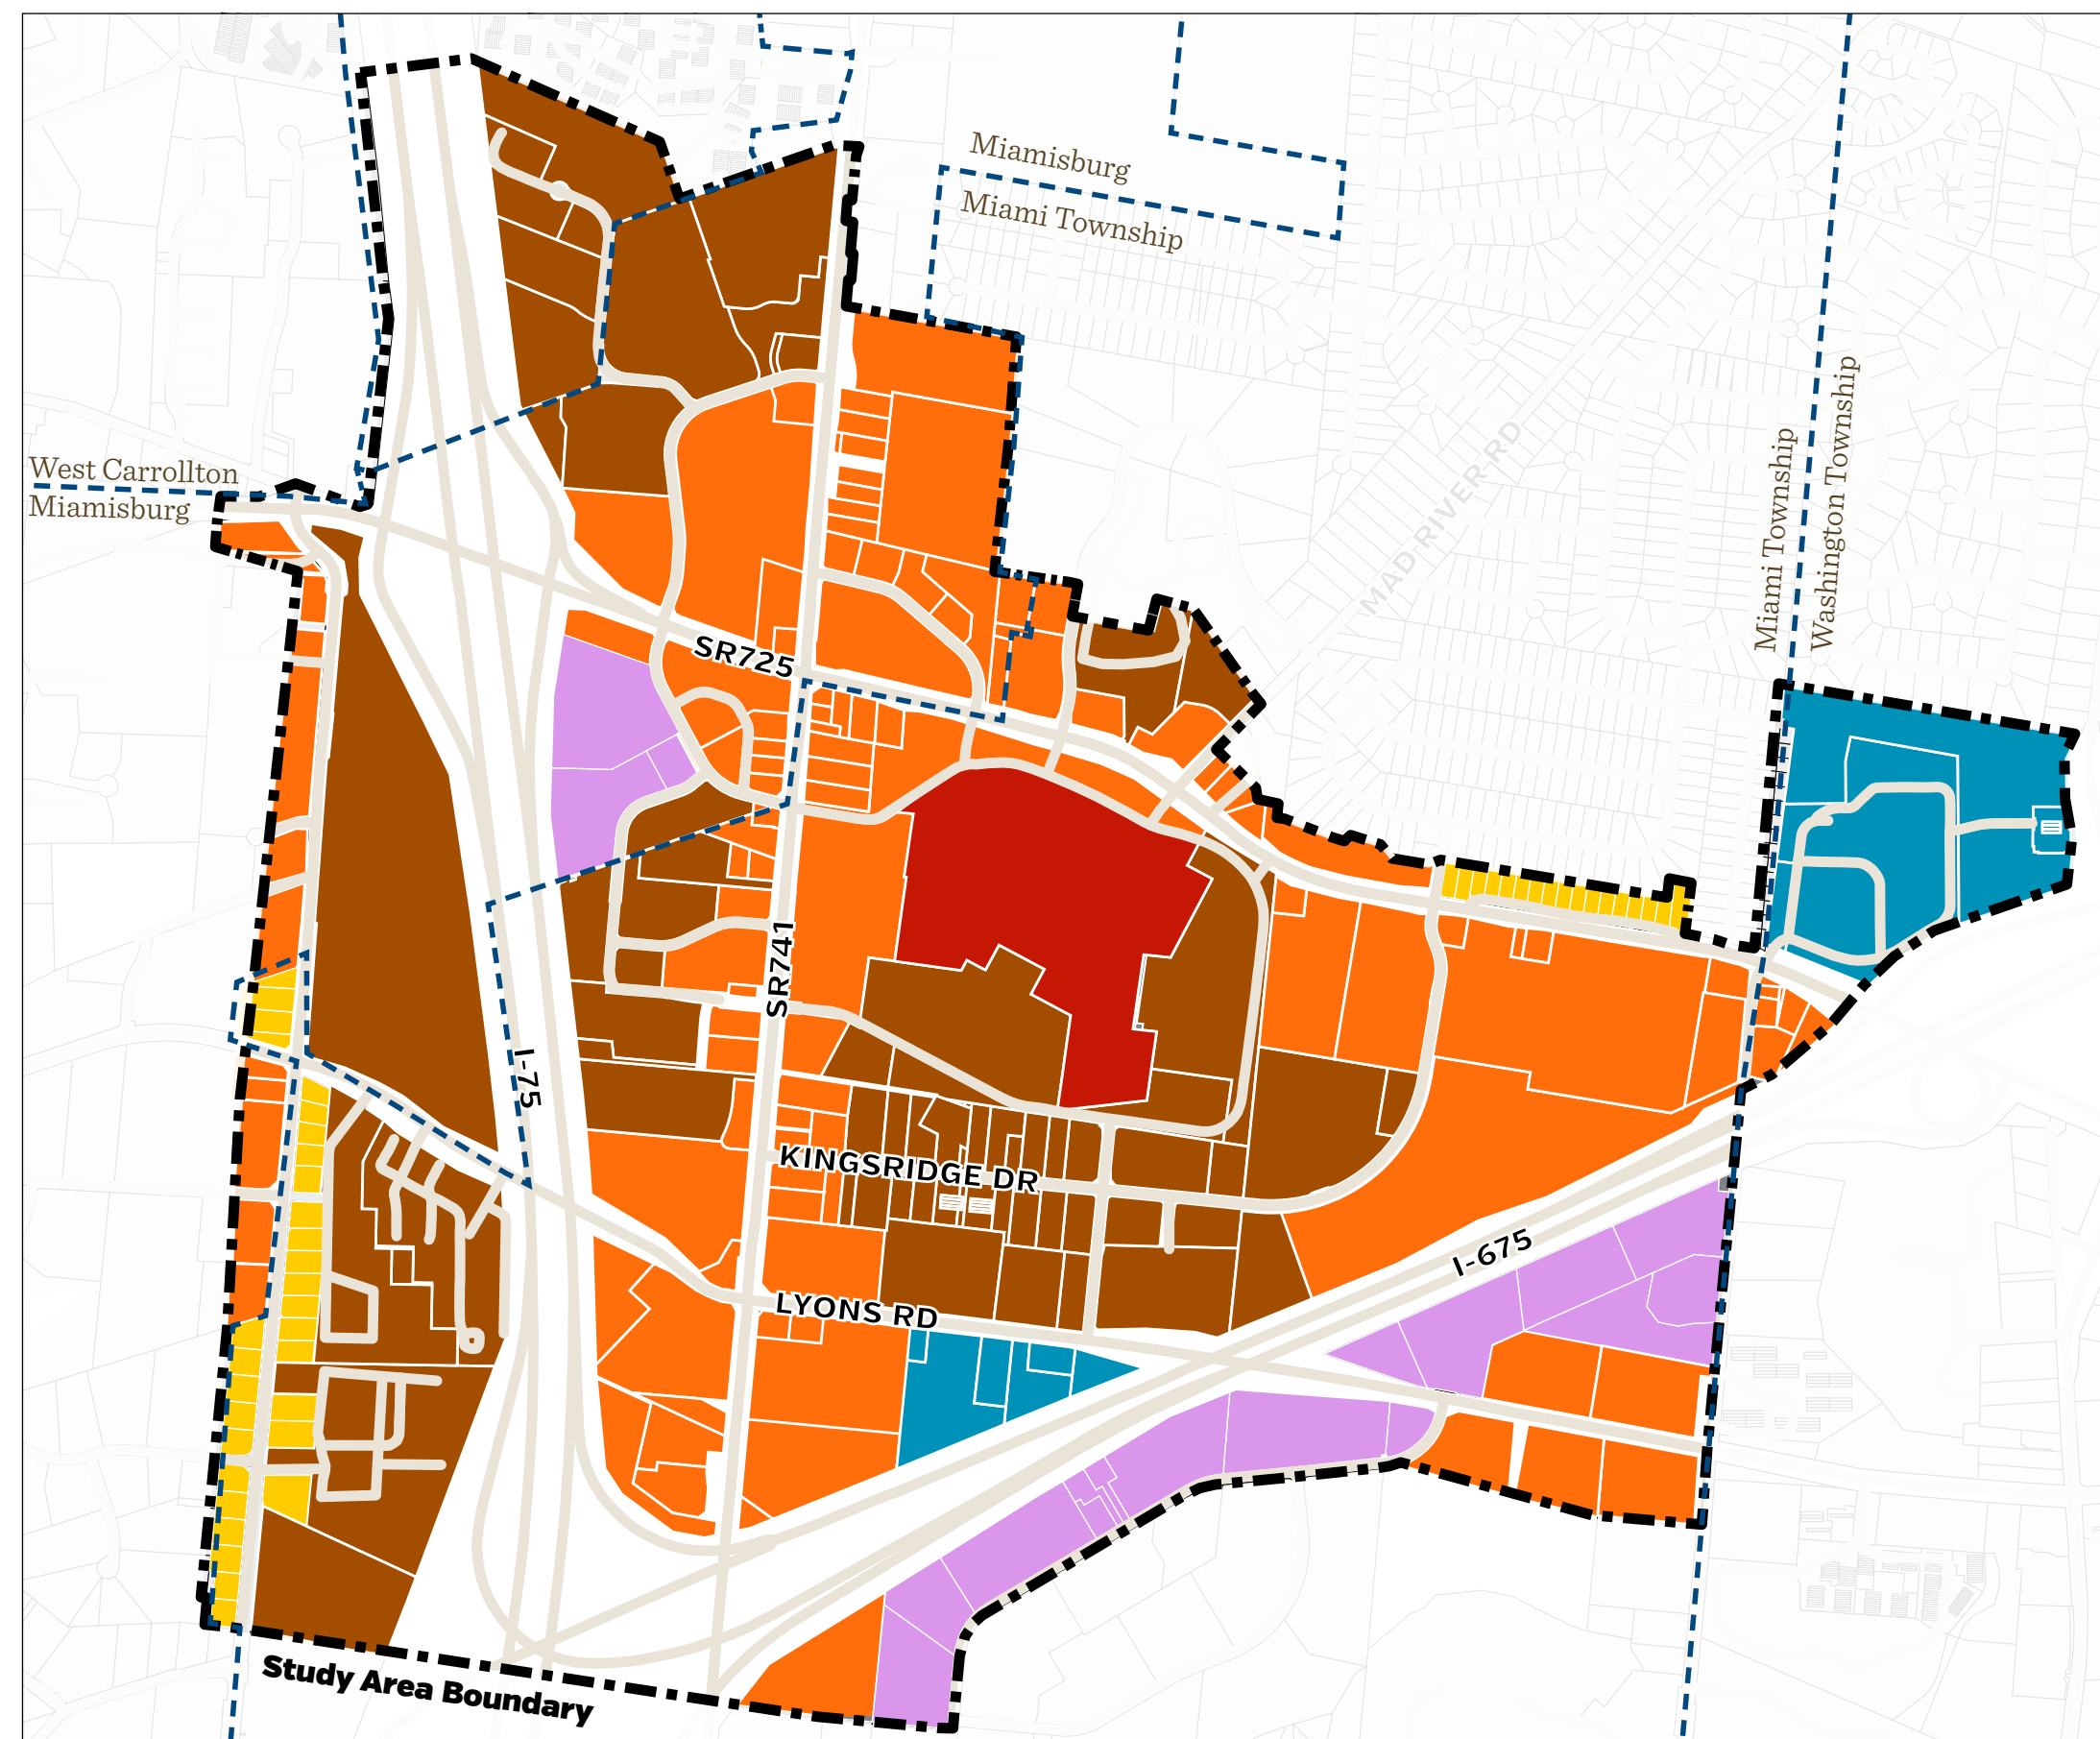 Miamisburg
Miami Township
MAD RIVER RD
Miami Township
Washington Township
West Carrollton
Miamisburg
SR725
SR741
I-75
KINGSRIDGE DR
I-675
LYONS RD
Study Area Boundary